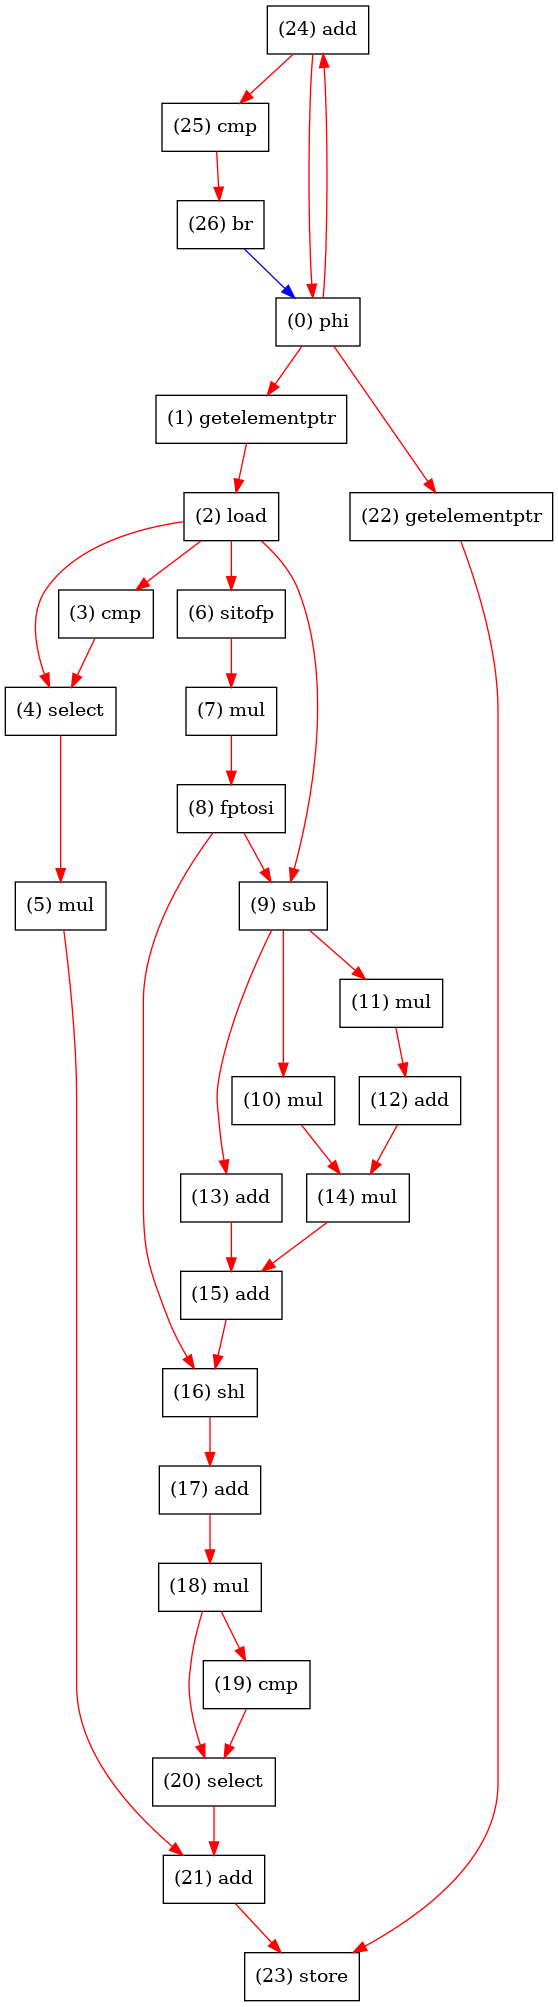 (24) add
(25) cmp
(26) br
(0) phi
(1) getelementptr
(2) load
(22) getelementptr
(3) cmp
(6) sitofp
(4) select
(7) mul
(8) fptosi
(5) mul
(9) sub
(11) mul
(10) mul
(12) add
(13) add
(14) mul
(15) add
(16) shl
(17) add
(18) mul
(19) cmp
(20) select
(21) add
(23) store